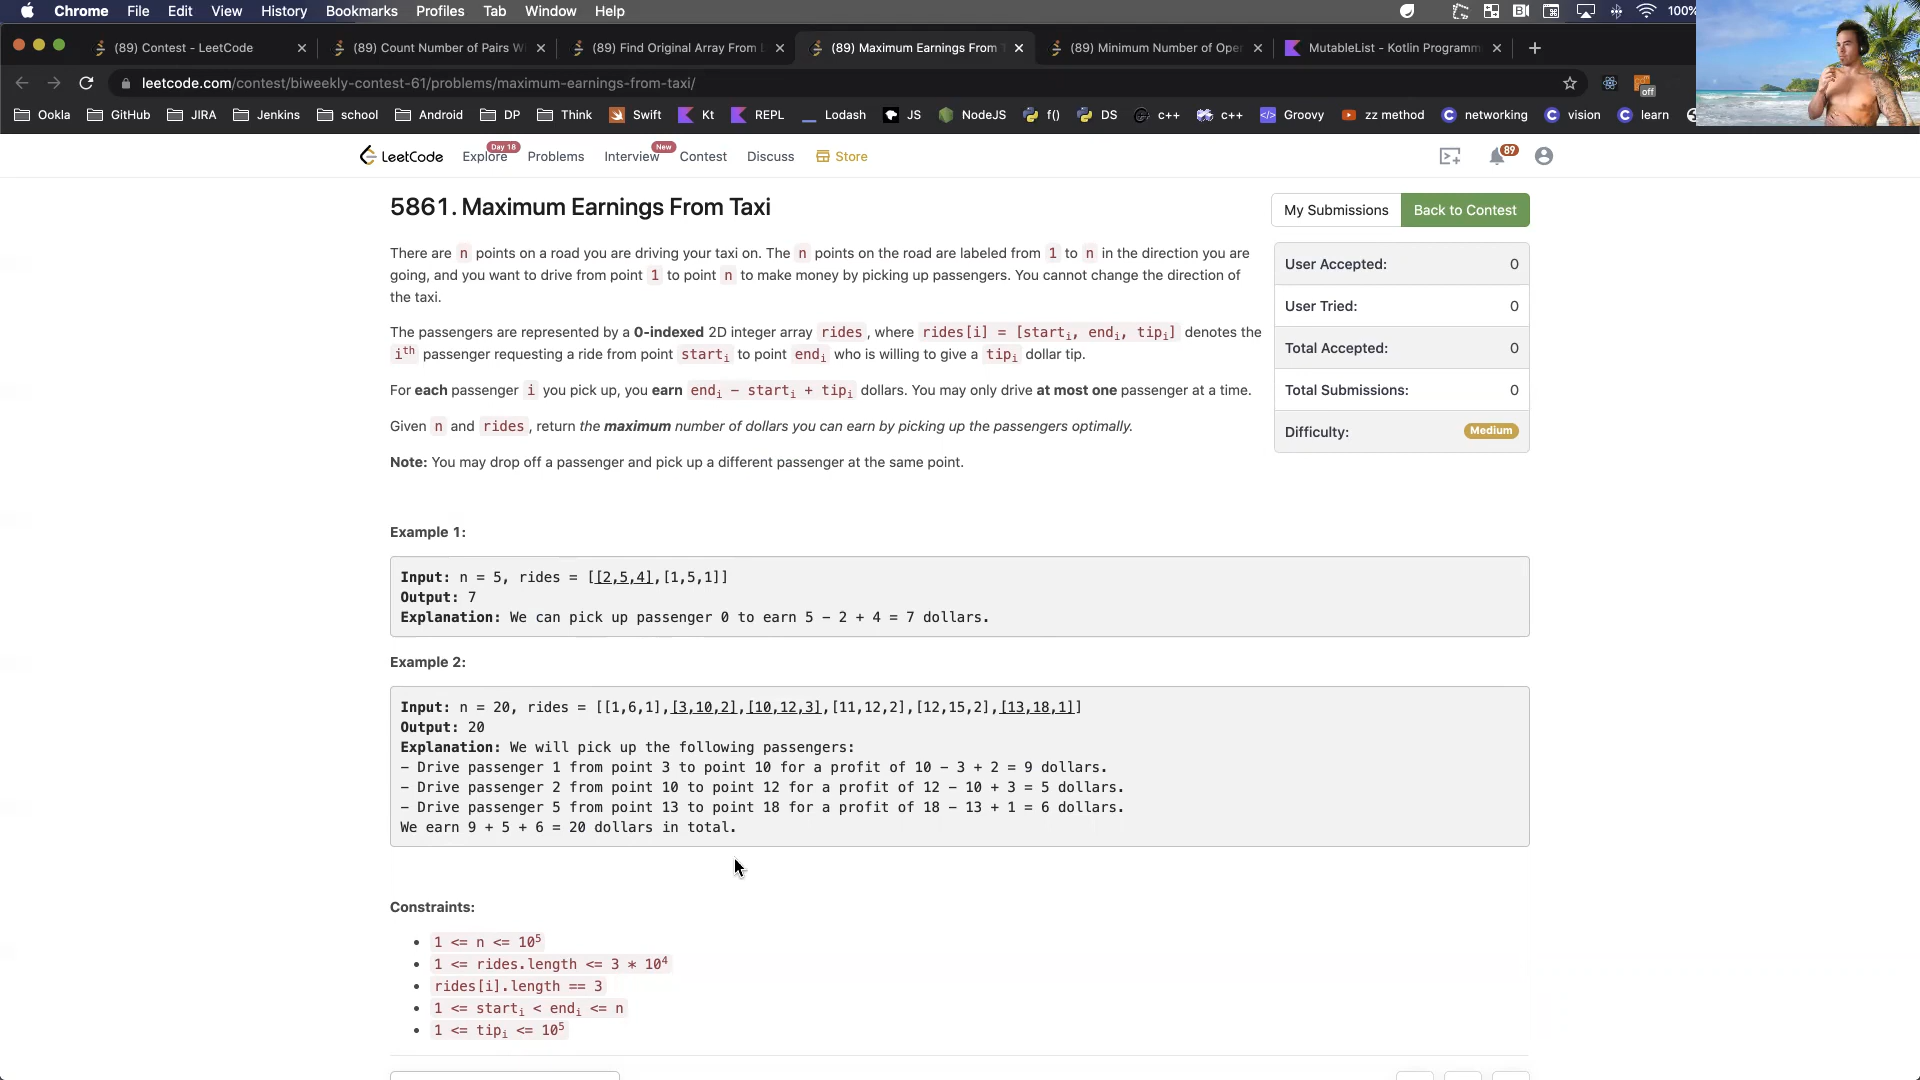 Chrome File Edit View History Bookmarks Profiles Tab Window Help 100%
(89) Contest - LeetCode (89) Count Number of Pairs Wi (89) Find Original Array From (89) Maximum Earnings From (89) Minimum Number of Oper MutableList - Kotlin Programm
leetcode.com/contest/biweekly-contest-61/problems/maximum-earnings-from-taxi/ off
Ookla GitHub JIRA Jenkins school Android DP Think Swift Kt REPL Lodash JS NodeJS f() DS c++ c++ Groovy zz method networking vision learn
LeetCode Explore Day 18 Problems Interview New Contest Discuss Store 89
5861. Maximum Earnings From Taxi
My Submissions Back to Contest
There are n points on a road you are driving your taxi on. The n points on the road are labeled from 1 to n in the direction you are
going, and you want to drive from point 1 to point n to make money by picking up passengers. You cannot change the direction of
the taxi.
The passengers are represented by a 0-indexed 2D integer array rides , where rides[i] = [starti, endi, tipi] denotes the
ith passenger requesting a ride from point starti to point endi who is willing to give a tipi dollar tip.
For each passenger i you pick up, you earn endi - starti + tipi dollars. You may only drive at most one passenger at a time.
Given n and rides , return the maximum number of dollars you can earn by picking up the passengers optimally.
Note: You may drop off a passenger and pick up a different passenger at the same point.
User Accepted: 0
User Tried: 0
Total Accepted: 0
Total Submissions: 0
Difficulty: Medium
Example 1:
Input: n = 5, rides = [[2,5,4],[1,5,1]]
Output: 7
Explanation: We can pick up passenger 0 to earn 5 - 2 + 4 = 7 dollars.
Example 2:
Input: n = 20, rides = [[1,6,1],[3,10,2],[10,12,3],[11,12,2],[12,15,2],[13,18,1]]
Output: 20
Explanation: We will pick up the following passengers:
- Drive passenger 1 from point 3 to point 10 for a profit of 10 - 3 + 2 = 9 dollars.
- Drive passenger 2 from point 10 to point 12 for a profit of 12 - 10 + 3 = 5 dollars.
- Drive passenger 5 from point 13 to point 18 for a profit of 18 - 13 + 1 = 6 dollars.
We earn 9 + 5 + 6 = 20 dollars in total.
Constraints:
1 <= n <= 10^5
1 <= rides.length <= 3 * 10^4
rides[i].length == 3
1 <= starti < endi <= n
1 <= tipi <= 10^5